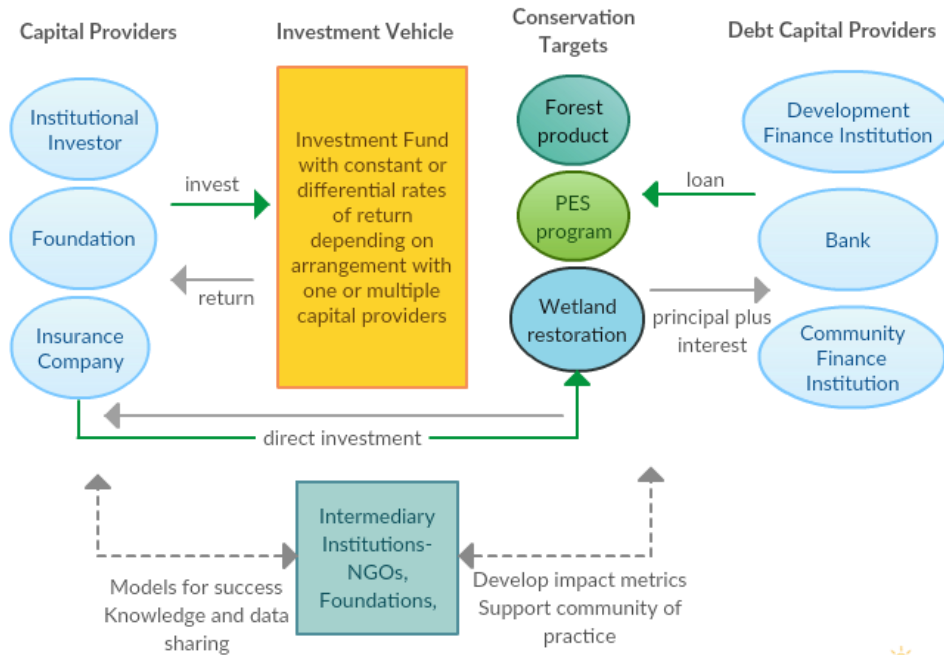 Capital Providers
Investment Vehicle
Conservation
Targets
Debt Capital Providers
Institutional
Investor
Foundation
Insurance
Company
invest
return
Investment Fund
with constant or
differential rates
of return
depending on
arrangement with
one or multiple
capital providers
Forest
product
PES
program
Wetland
restoration
loan
principal plus
interest
Development
Finance Institution
Bank
Community
Finance
Institution
direct investment
Intermediary
Institutions-
NGOs,
Foundations,
Models for success
Knowledge and data
sharing
Develop impact metrics
Support community of
practice